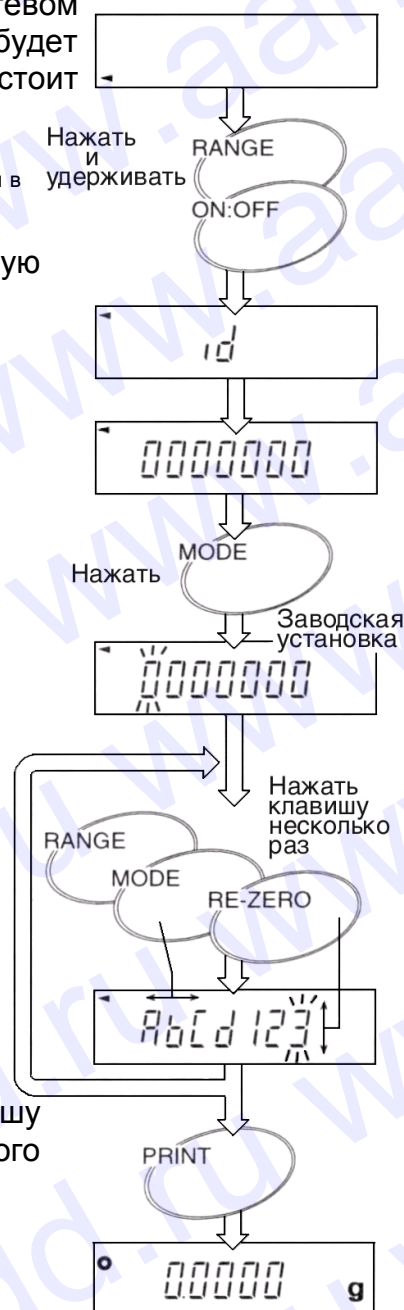 тевом
будет
стоит
Нажать
и
удерживать
в
RANGE
ON:OFF
ую
id
0000000
MODE
Нажать
Заводская
установка
0000000
Нажать
клавишу
несколько
раз
RANGE
MODE
RE-ZERO
AbCd123
шу
ого
PRINT
o 0.0000 g